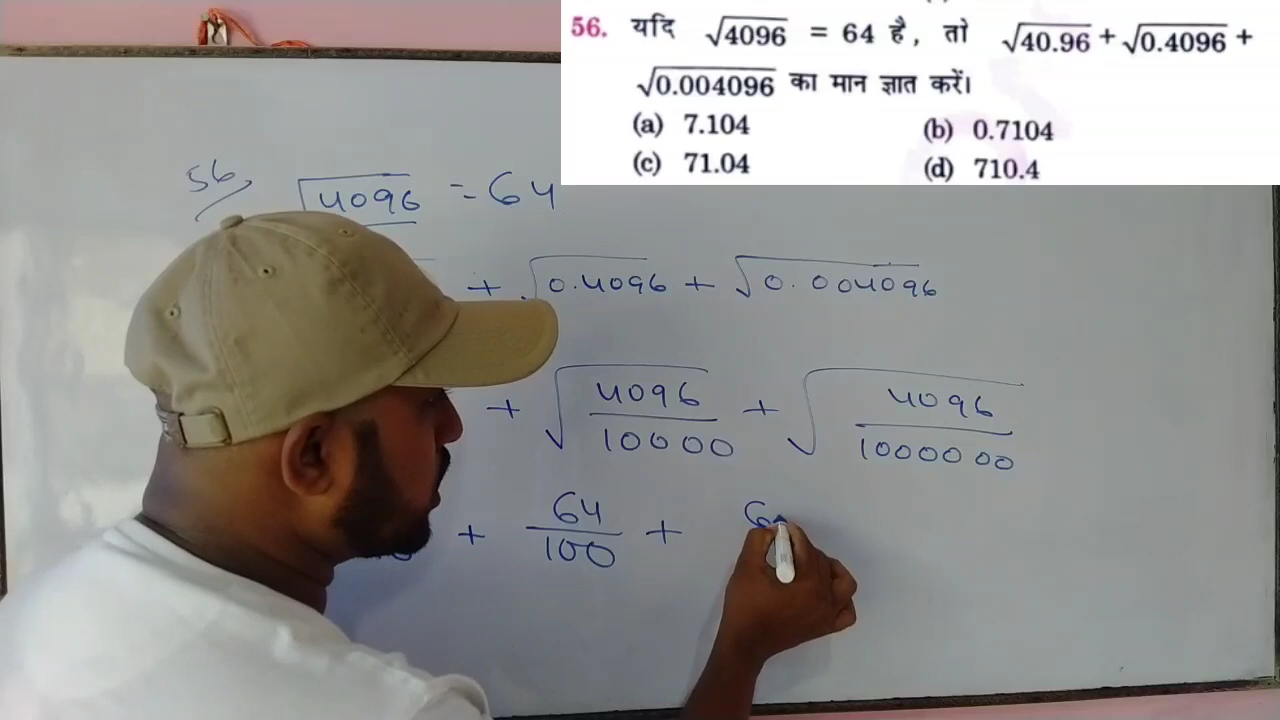 56. यदि √4096 = 64 है, तो √40.96 + √0.4096 +
√0.004096 का मान ज्ञात करें।
(a) 7.104 (b) 0.7104
(c) 71.04 (d) 710.4
56 √4096 = 64
+ √0.4096 + √0.004096
+ √4096/10000 + √4096/1000000
+ 64/100 +